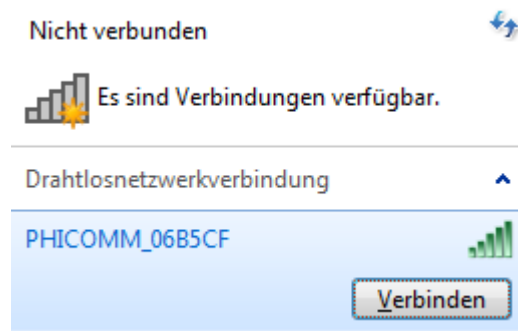 Nicht verbunden
Es sind Verbindungen verfügbar.
Drahtlosnetzwerkverbindung
PHICOMM_06B5CF
Verbinden